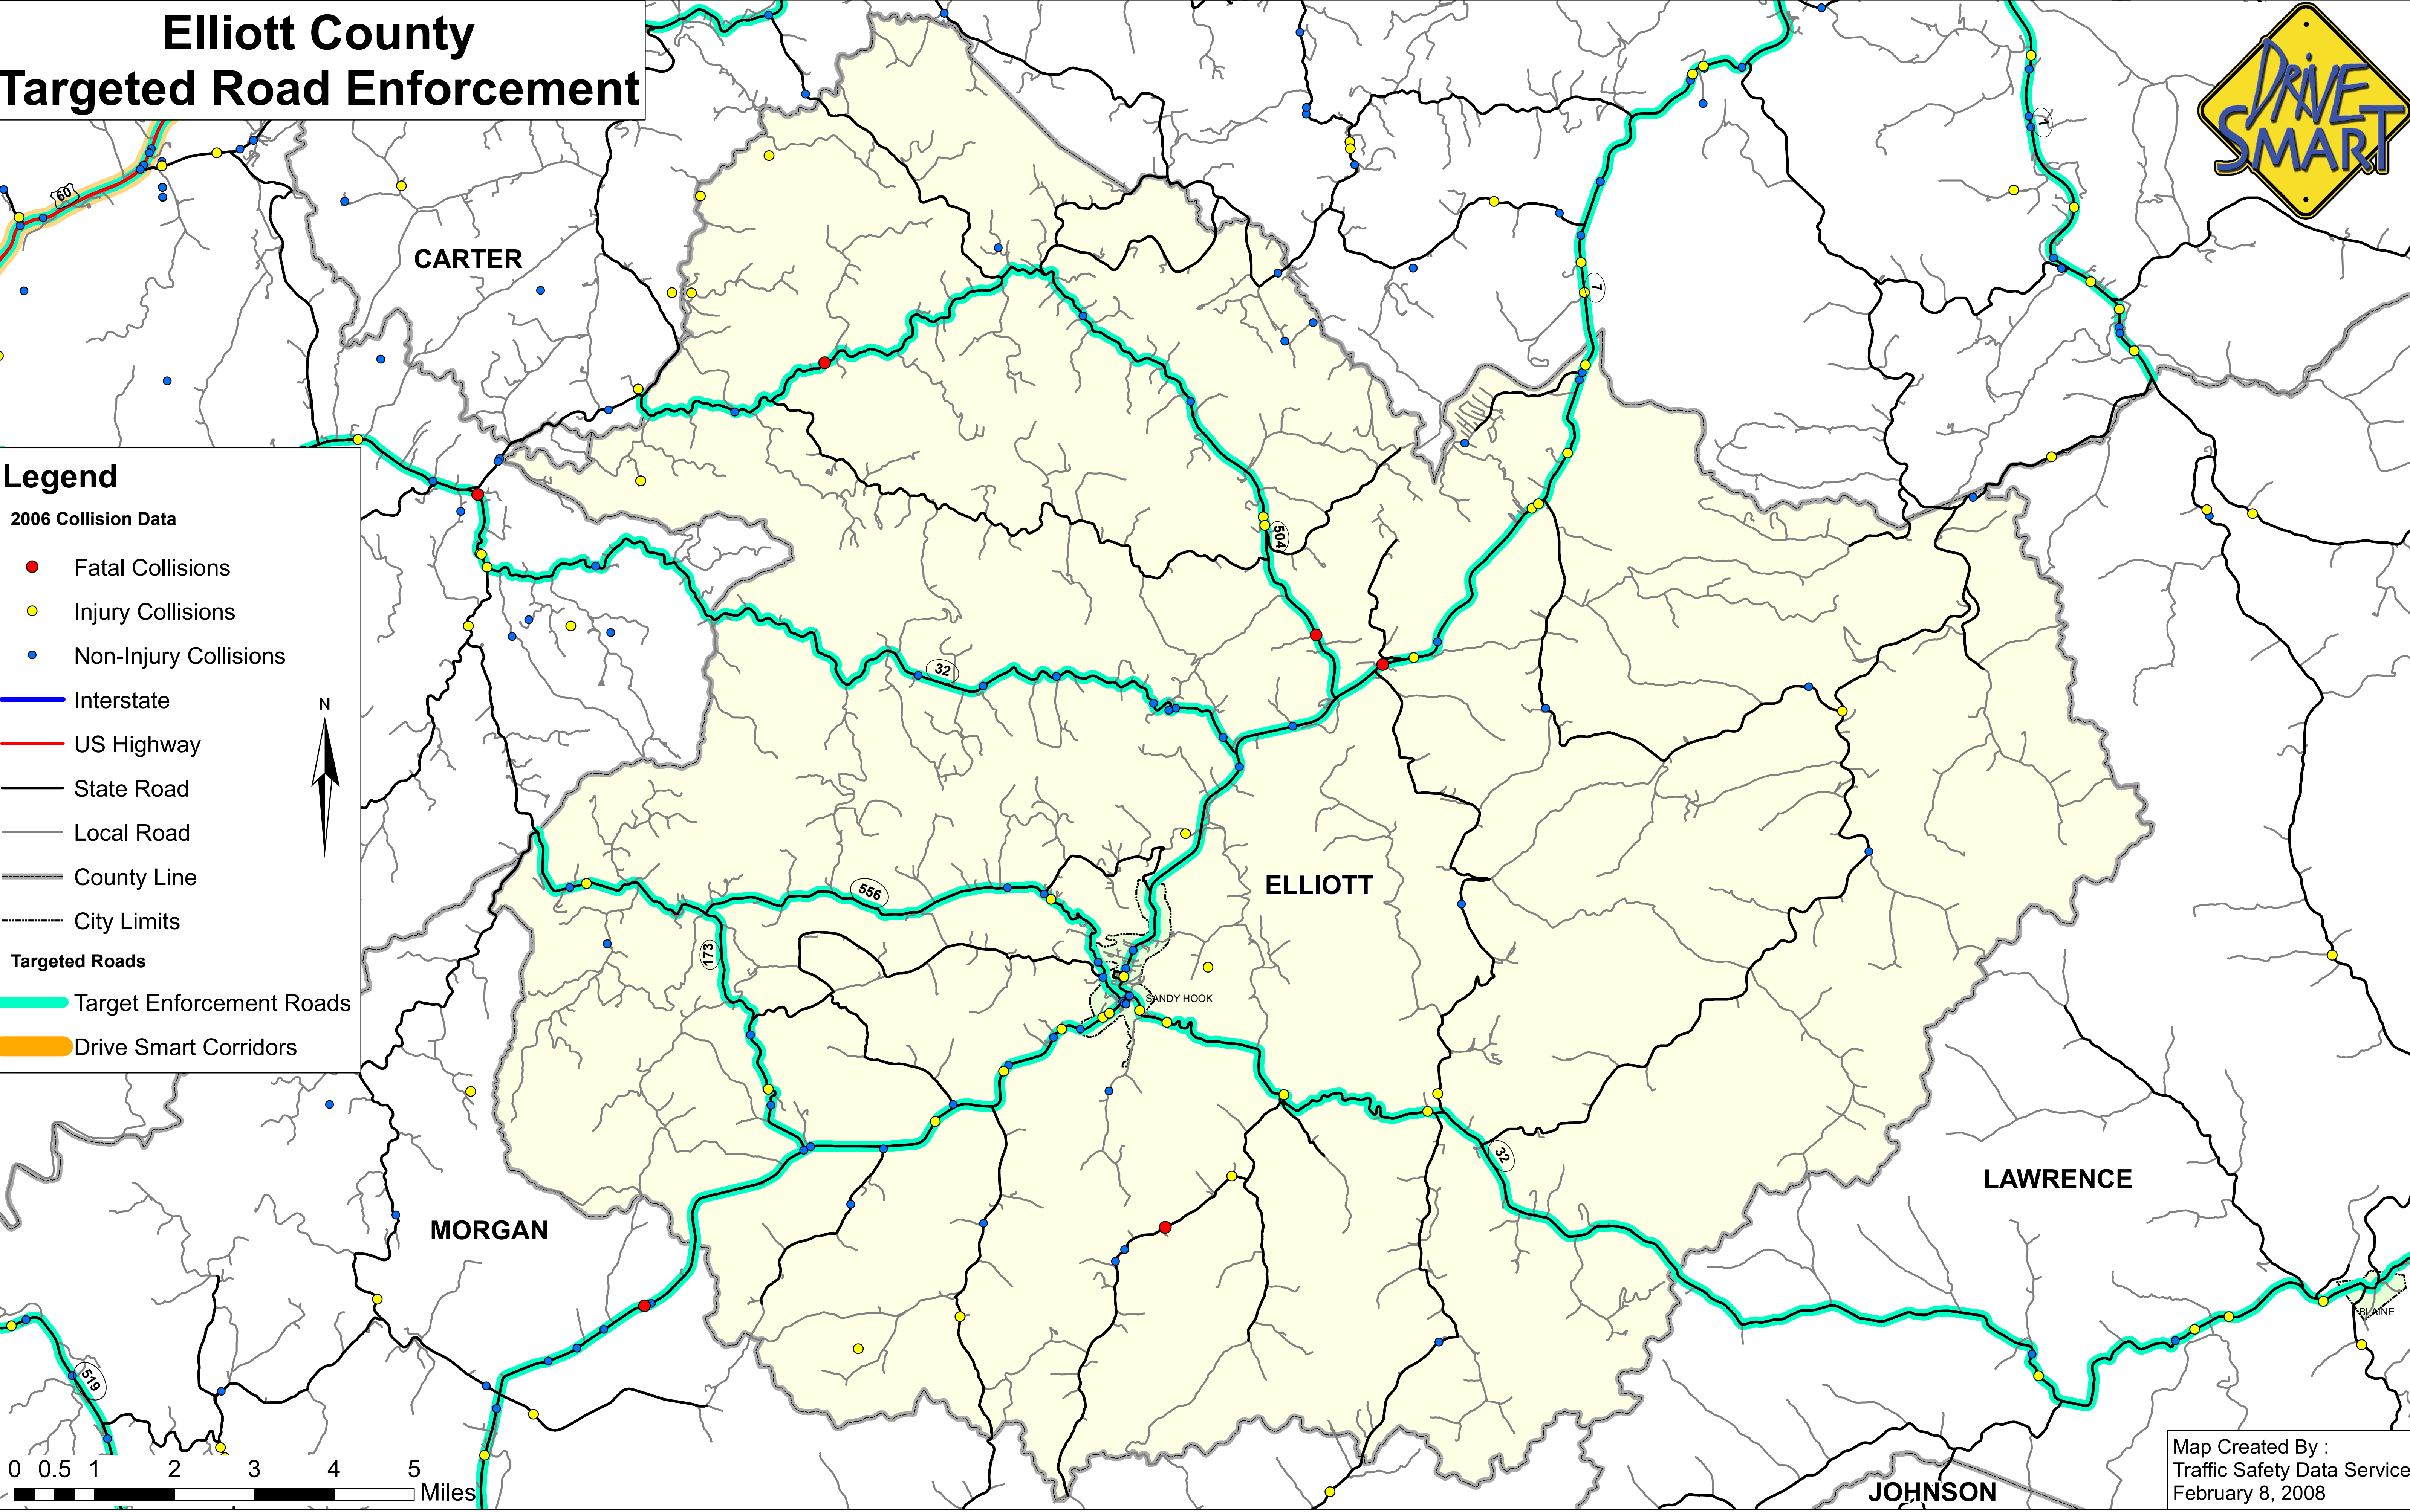 Elliott County
Targeted Road Enforcement
DRIVE
SMART
60
CARTER
7
7
Legend
2006 Collision Data
Fatal Collisions
Injury Collisions
Non-Injury Collisions
Interstate
US Highway
State Road
Local Road
County Line
City Limits
Targeted Roads
Target Enforcement Roads
Drive Smart Corridors
N
504
32
556
ELLIOTT
173
SANDY HOOK
32
LAWRENCE
MORGAN
BLAINE
519
0 0.5 1 2 3 4 5
Miles
JOHNSON
Map Created By :
Traffic Safety Data Service
February 8, 2008